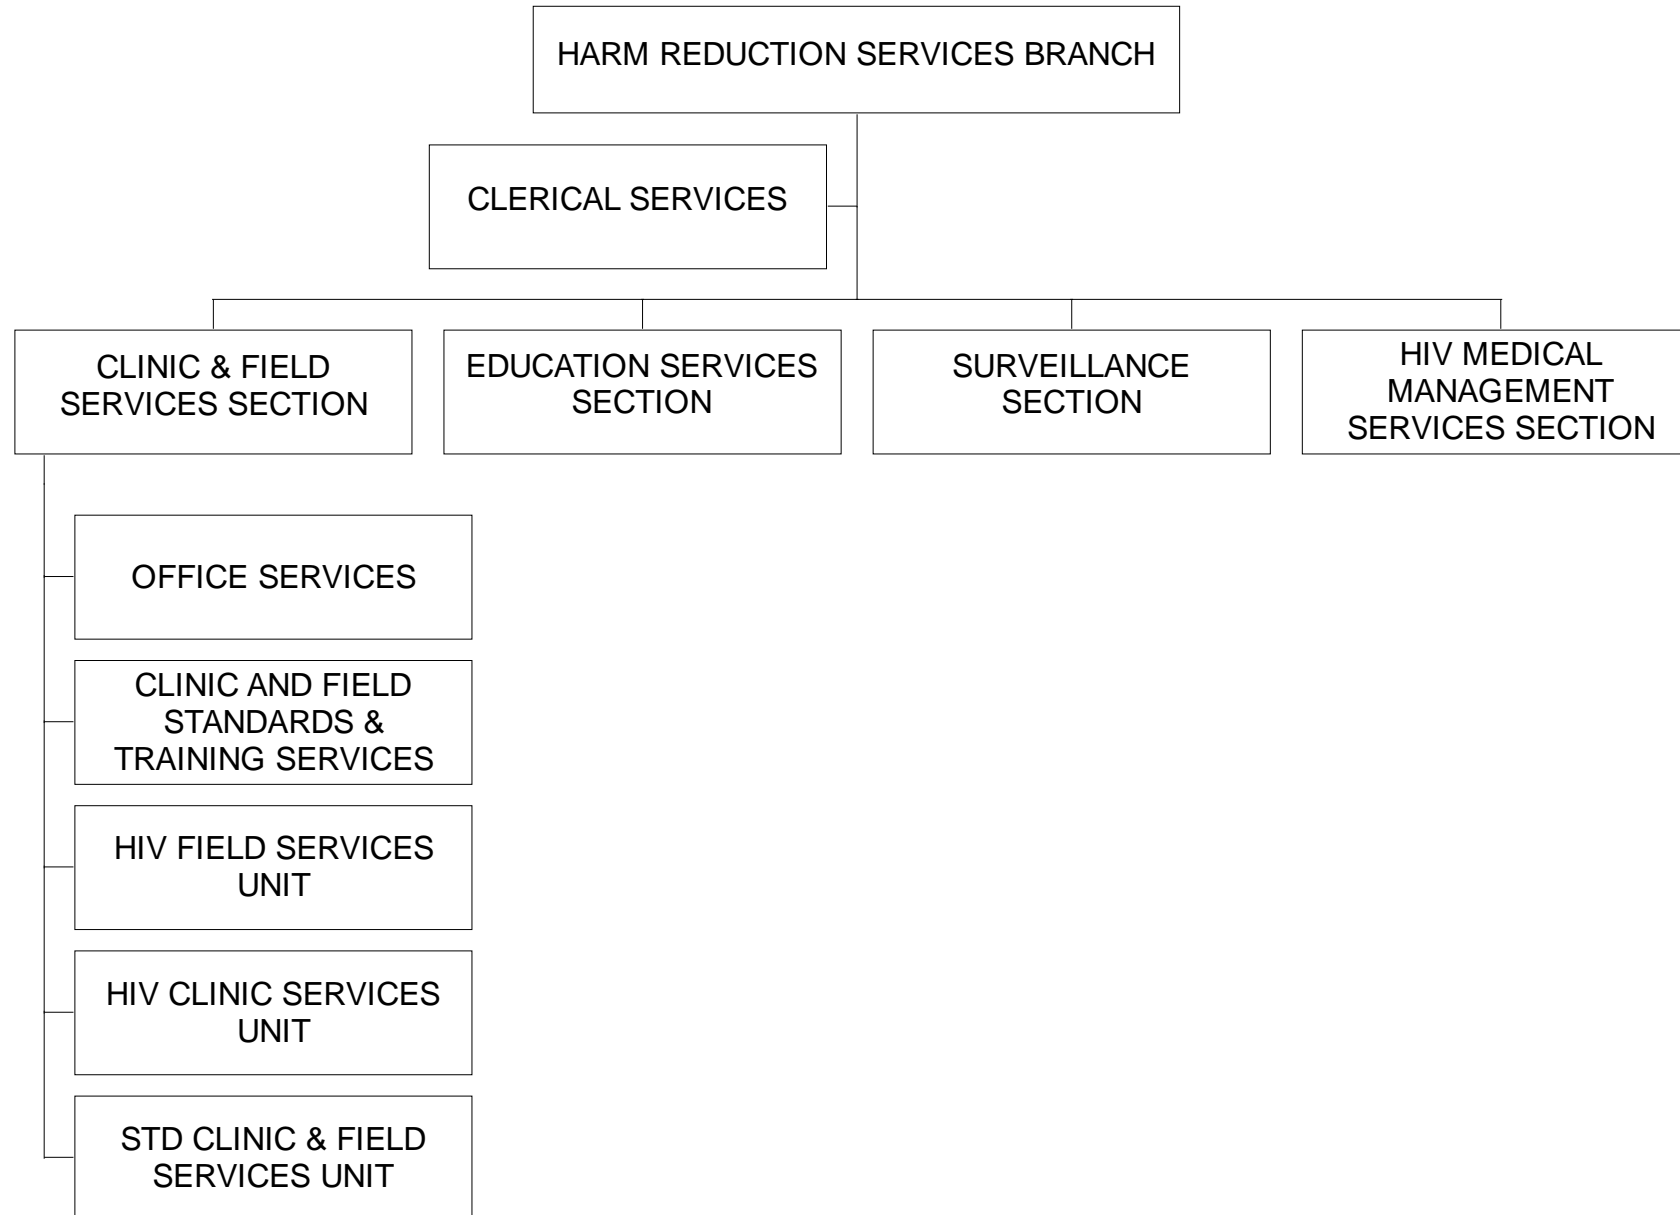 HARM REDUCTION SERVICES BRANCH
CLERICAL SERVICES
CLINIC & FIELD
SERVICES SECTION
EDUCATION SERVICES
SECTION
SURVEILLANCE
SECTION
HIV MEDICAL
MANAGEMENT
SERVICES SECTION
OFFICE SERVICES
CLINIC AND FIELD
STANDARDS &
TRAINING SERVICES
HIV FIELD SERVICES
UNIT
HIV CLINIC SERVICES
UNIT
STD CLINIC & FIELD
SERVICES UNIT